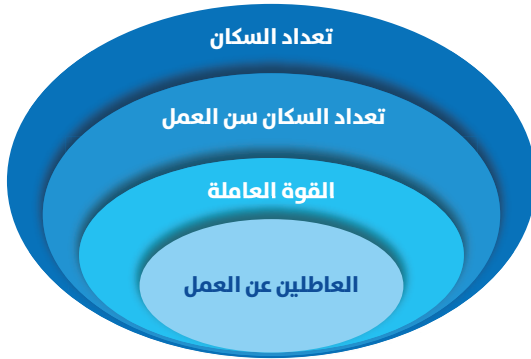 تعداد السكان
تعداد السكان سن العمل
القوة العاملة
العاطلين عن العمل